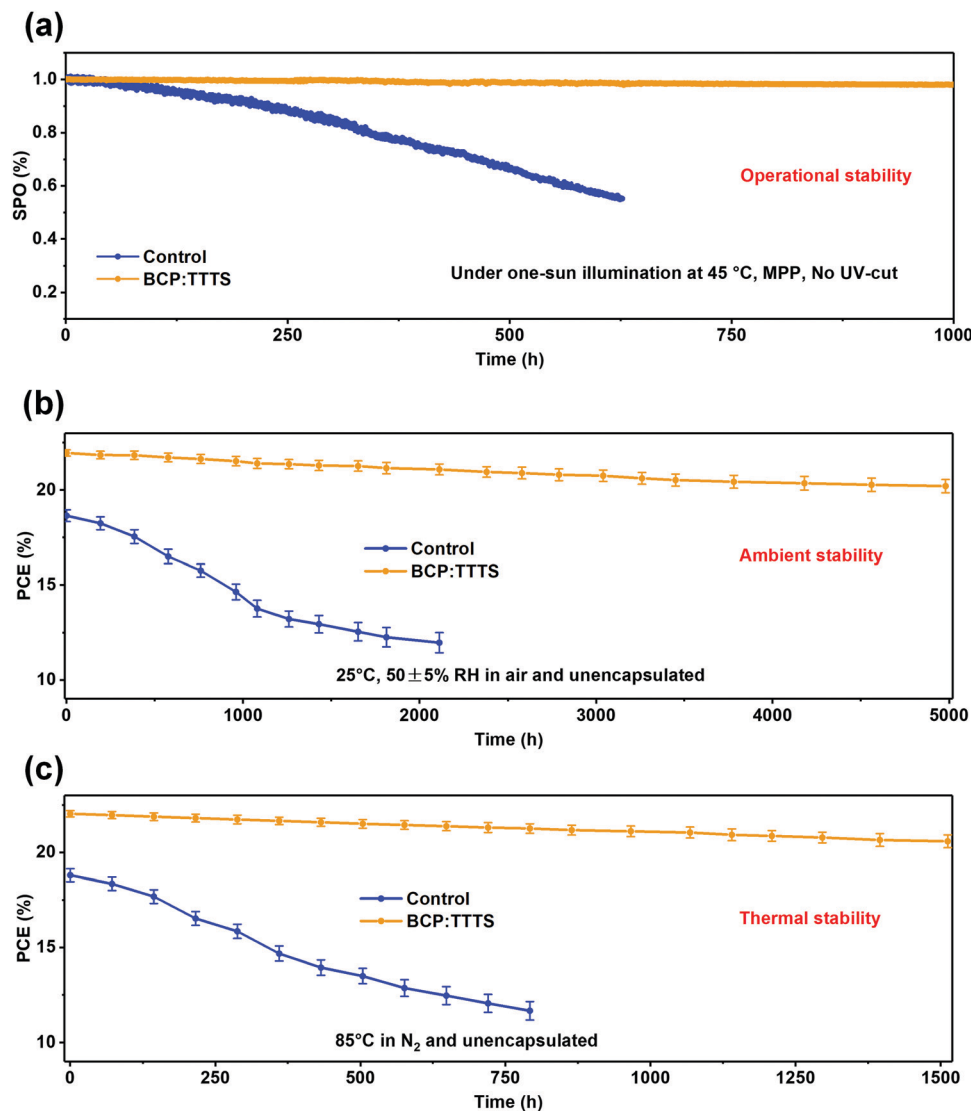 (a)
1.0
0.8
0.6
0.4
0.2
SPO (%)
Control
BCP:TTTS
Operational stability
Under one-sun illumination at 45 °C, MPP, No UV-cut
0 250 500 750 1000
Time (h)
(b)
20
15
10
PCE (%)
Control
BCP:TTTS
Ambient stability
25°C, 50±5% RH in air and unencapsulated
0 1000 2000 3000 4000 5000
Time (h)
(c)
20
15
10
PCE (%)
Control
BCP:TTTS
Thermal stability
85°C in N₂ and unencapsulated
0 250 500 750 1000 1250 1500
Time (h)